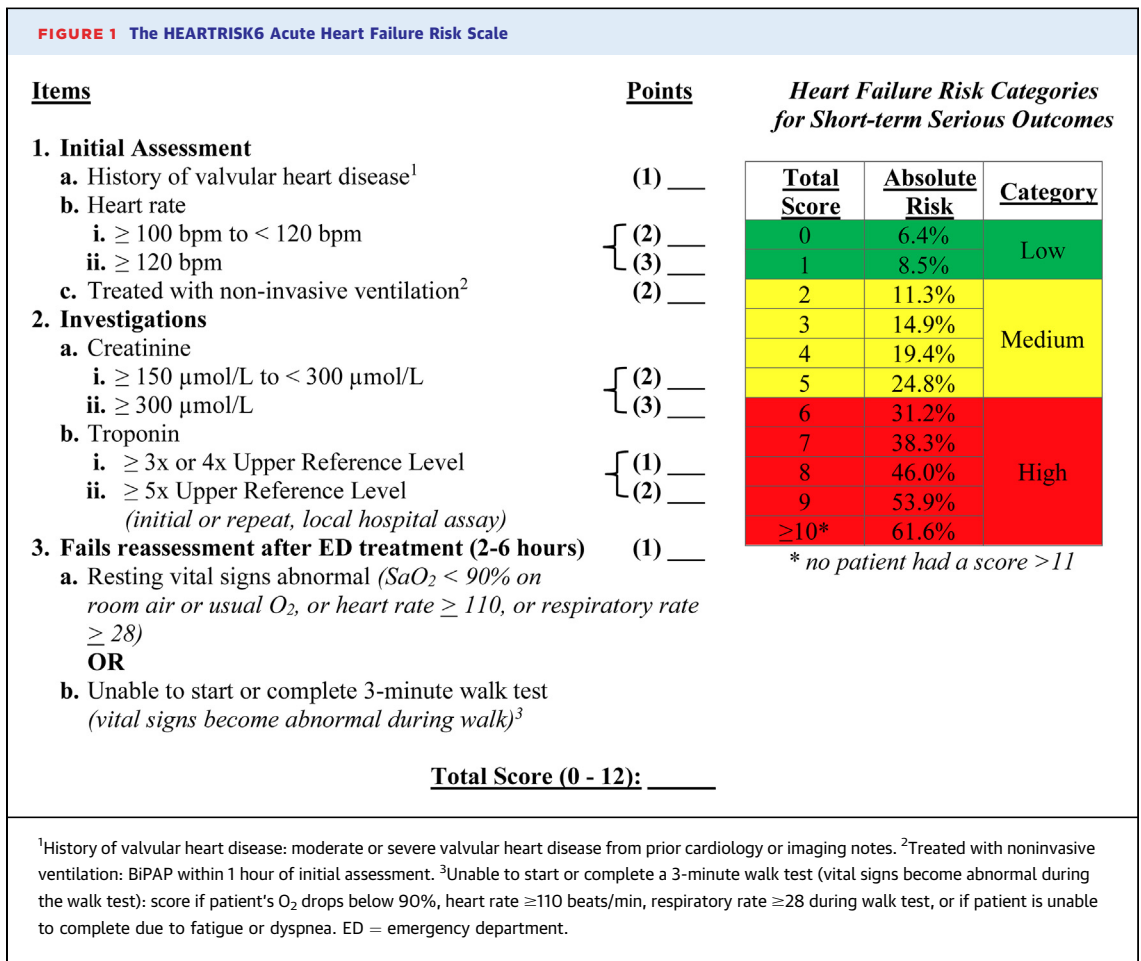 FIGURE 1 The HEARTRISK6 Acute Heart Failure Risk Scale
Items Points
1. Initial Assessment
a. History of valvular heart disease¹ (1) ___
b. Heart rate
i. ≥ 100 bpm to < 120 bpm (2) ___
ii. ≥ 120 bpm (3) ___
c. Treated with non-invasive ventilation² (2) ___
2. Investigations
a. Creatinine
i. ≥ 150 µmol/L to < 300 µmol/L (2) ___
ii. ≥ 300 µmol/L (3) ___
b. Troponin
i. ≥ 3x or 4x Upper Reference Level (1) ___
ii. ≥ 5x Upper Reference Level (2) ___
(initial or repeat, local hospital assay)
3. Fails reassessment after ED treatment (2-6 hours) (1) ___
a. Resting vital signs abnormal (SaO₂ < 90% on
room air or usual O₂, or heart rate ≥ 110, or respiratory rate
≥ 28)
OR
b. Unable to start or complete 3-minute walk test
(vital signs become abnormal during walk)³
Total Score (0 - 12): _____
Heart Failure Risk Categories
for Short-term Serious Outcomes
Total Score Absolute Risk Category
0 6.4% Low
1 8.5%
2 11.3% Medium
3 14.9%
4 19.4%
5 24.8%
6 31.2% High
7 38.3%
8 46.0%
9 53.9%
≥10* 61.6%
* no patient had a score >11
¹History of valvular heart disease: moderate or severe valvular heart disease from prior cardiology or imaging notes. ²Treated with noninvasive
ventilation: BiPAP within 1 hour of initial assessment. ³Unable to start or complete a 3-minute walk test (vital signs become abnormal during
the walk test): score if patient's O₂ drops below 90%, heart rate ≥110 beats/min, respiratory rate ≥28 during walk test, or if patient is unable
to complete due to fatigue or dyspnea. ED = emergency department.